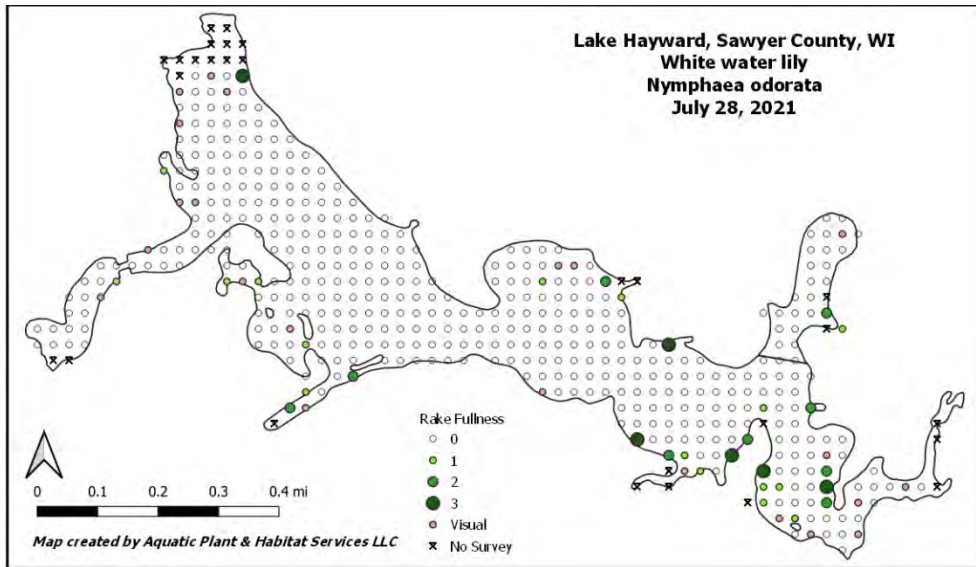 Lake Hayward, Sawyer County, WI
White water lily
Nymphaea odorata
July 28, 2021
Rake Fullness
0
1
2
3
Visual
No Survey
0 0.1 0.2 0.3 0.4 mi
Map created by Aquatic Plant & Habitat Services LLC